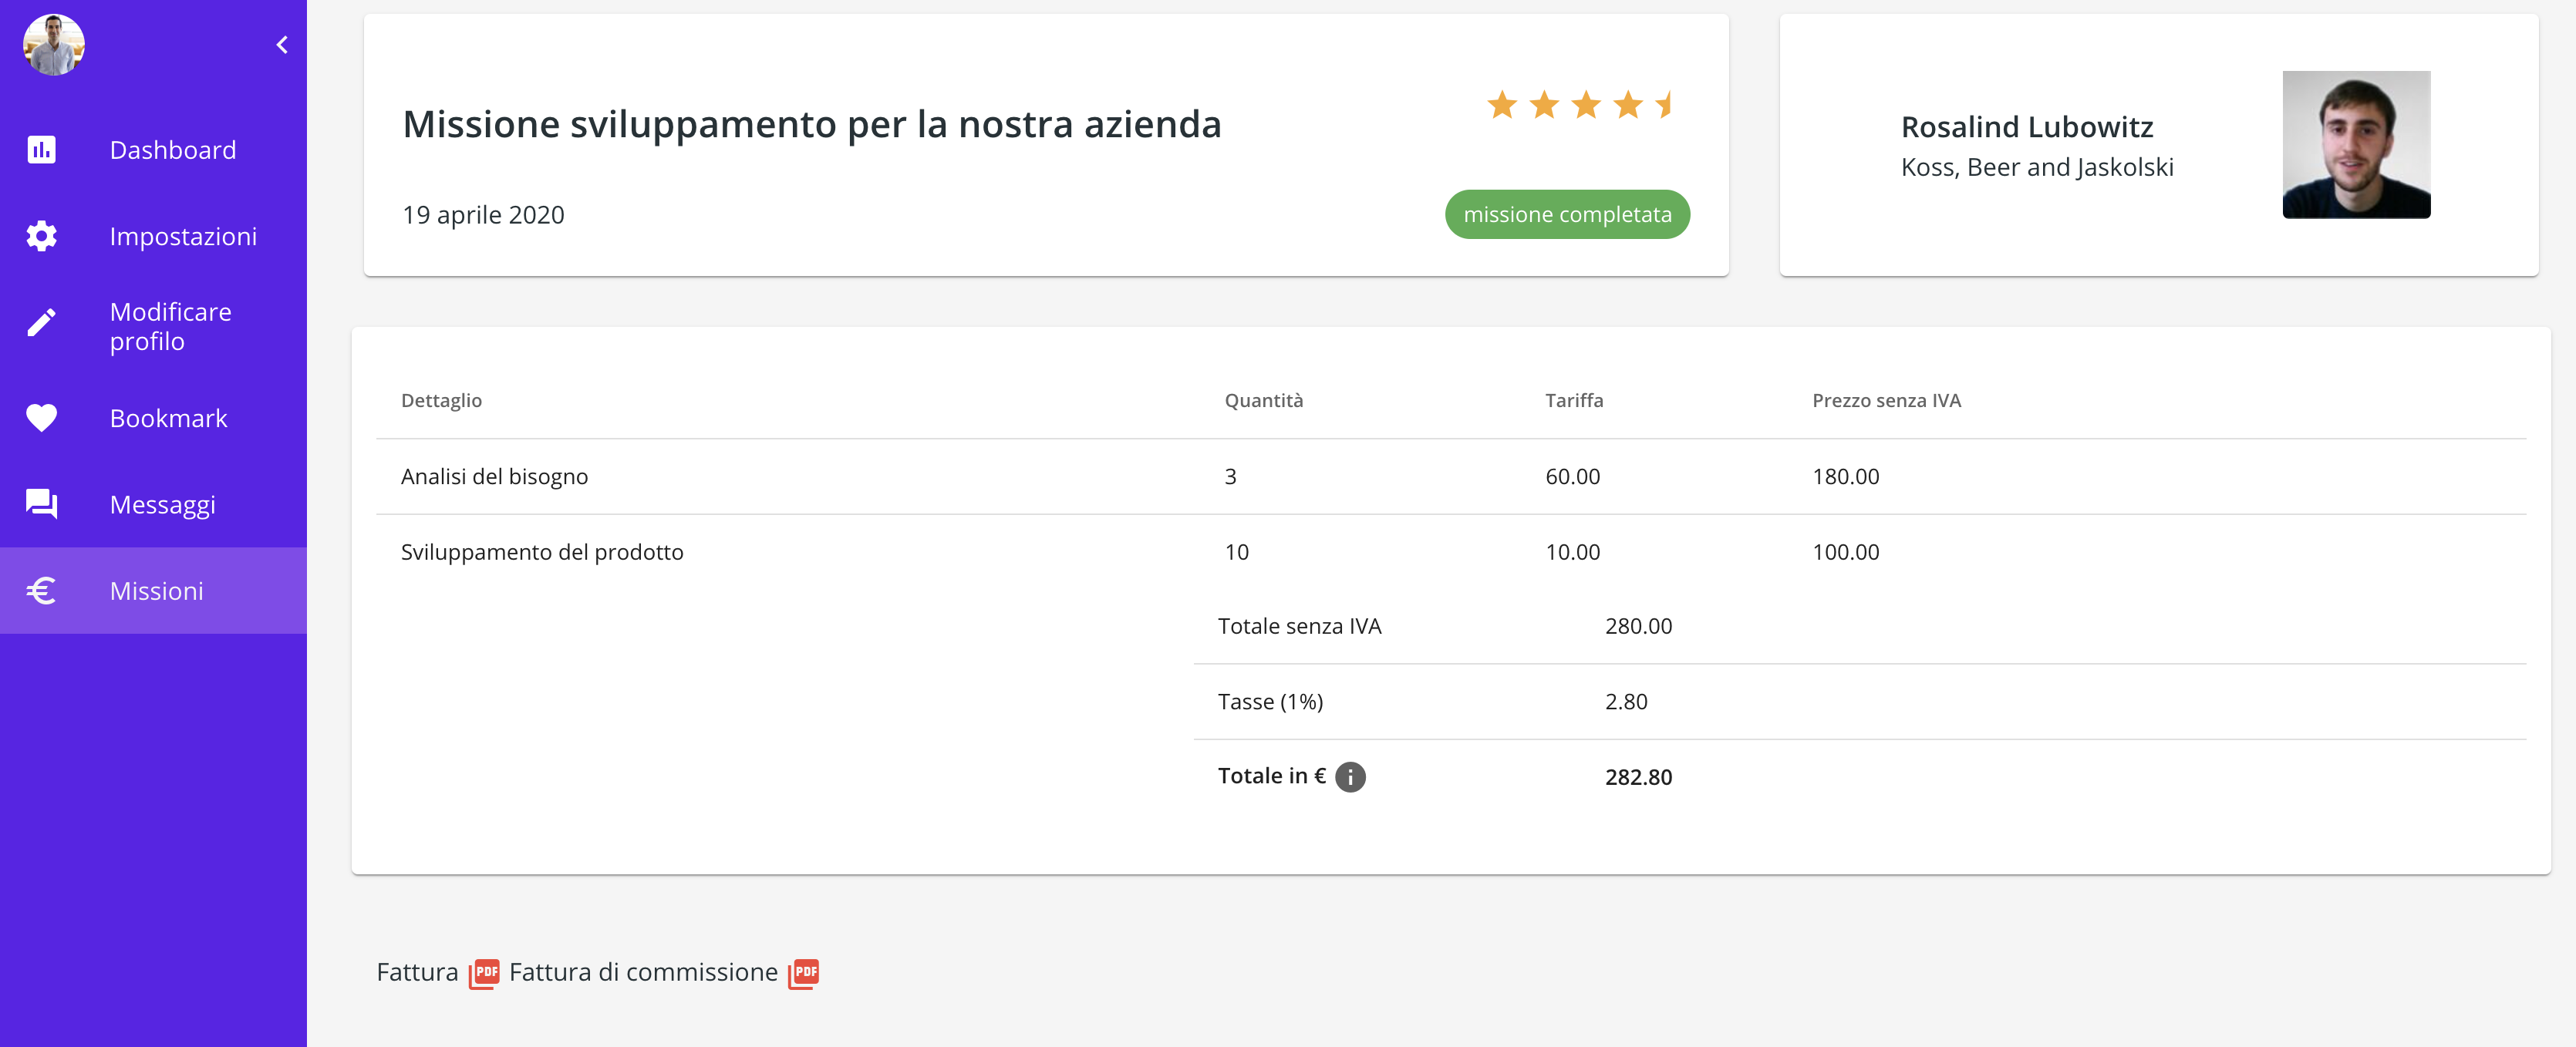 Dashboard
Impostazioni
Modificare
profilo
Bookmark
Messaggi
Missioni
Missione sviluppamento per la nostra azienda
19 aprile 2020
missione completata
Rosalind Lubowitz
Koss, Beer and Jaskolski
Dettaglio Quantità Tariffa Prezzo senza IVA
Analisi del bisogno 3 60.00 180.00
Sviluppamento del prodotto 10 10.00 100.00
Totale senza IVA 280.00
Tasse (1%) 2.80
Totale in € i 282.80
Fattura PDF Fattura di commissione PDF